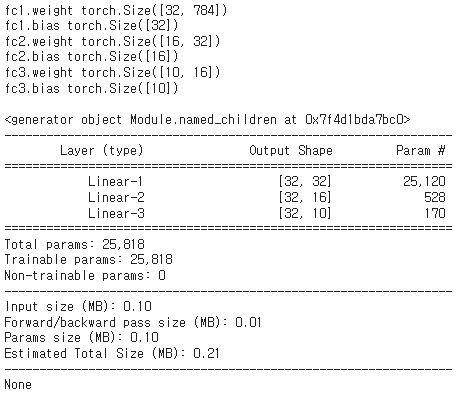 fc1.weight torch.Size([32, 784])
fc1.bias torch.Size([32])
fc2.weight torch.Size([16, 32])
fc2.bias torch.Size([16])
fc3.weight torch.Size([10, 16])
fc3.bias torch.Size([10])
<generator object Module.named_children at 0x7f4d1bda7bc0>
----------------------------------------------------------------
Layer (type) Output Shape Param #
================================================================
Linear-1 [32, 32] 25,120
Linear-2 [32, 16] 528
Linear-3 [32, 10] 170
================================================================
Total params: 25,818
Trainable params: 25,818
Non-trainable params: 0
----------------------------------------------------------------
Input size (MB): 0.10
Forward/backward pass size (MB): 0.01
Params size (MB): 0.10
Estimated Total Size (MB): 0.21
----------------------------------------------------------------
None